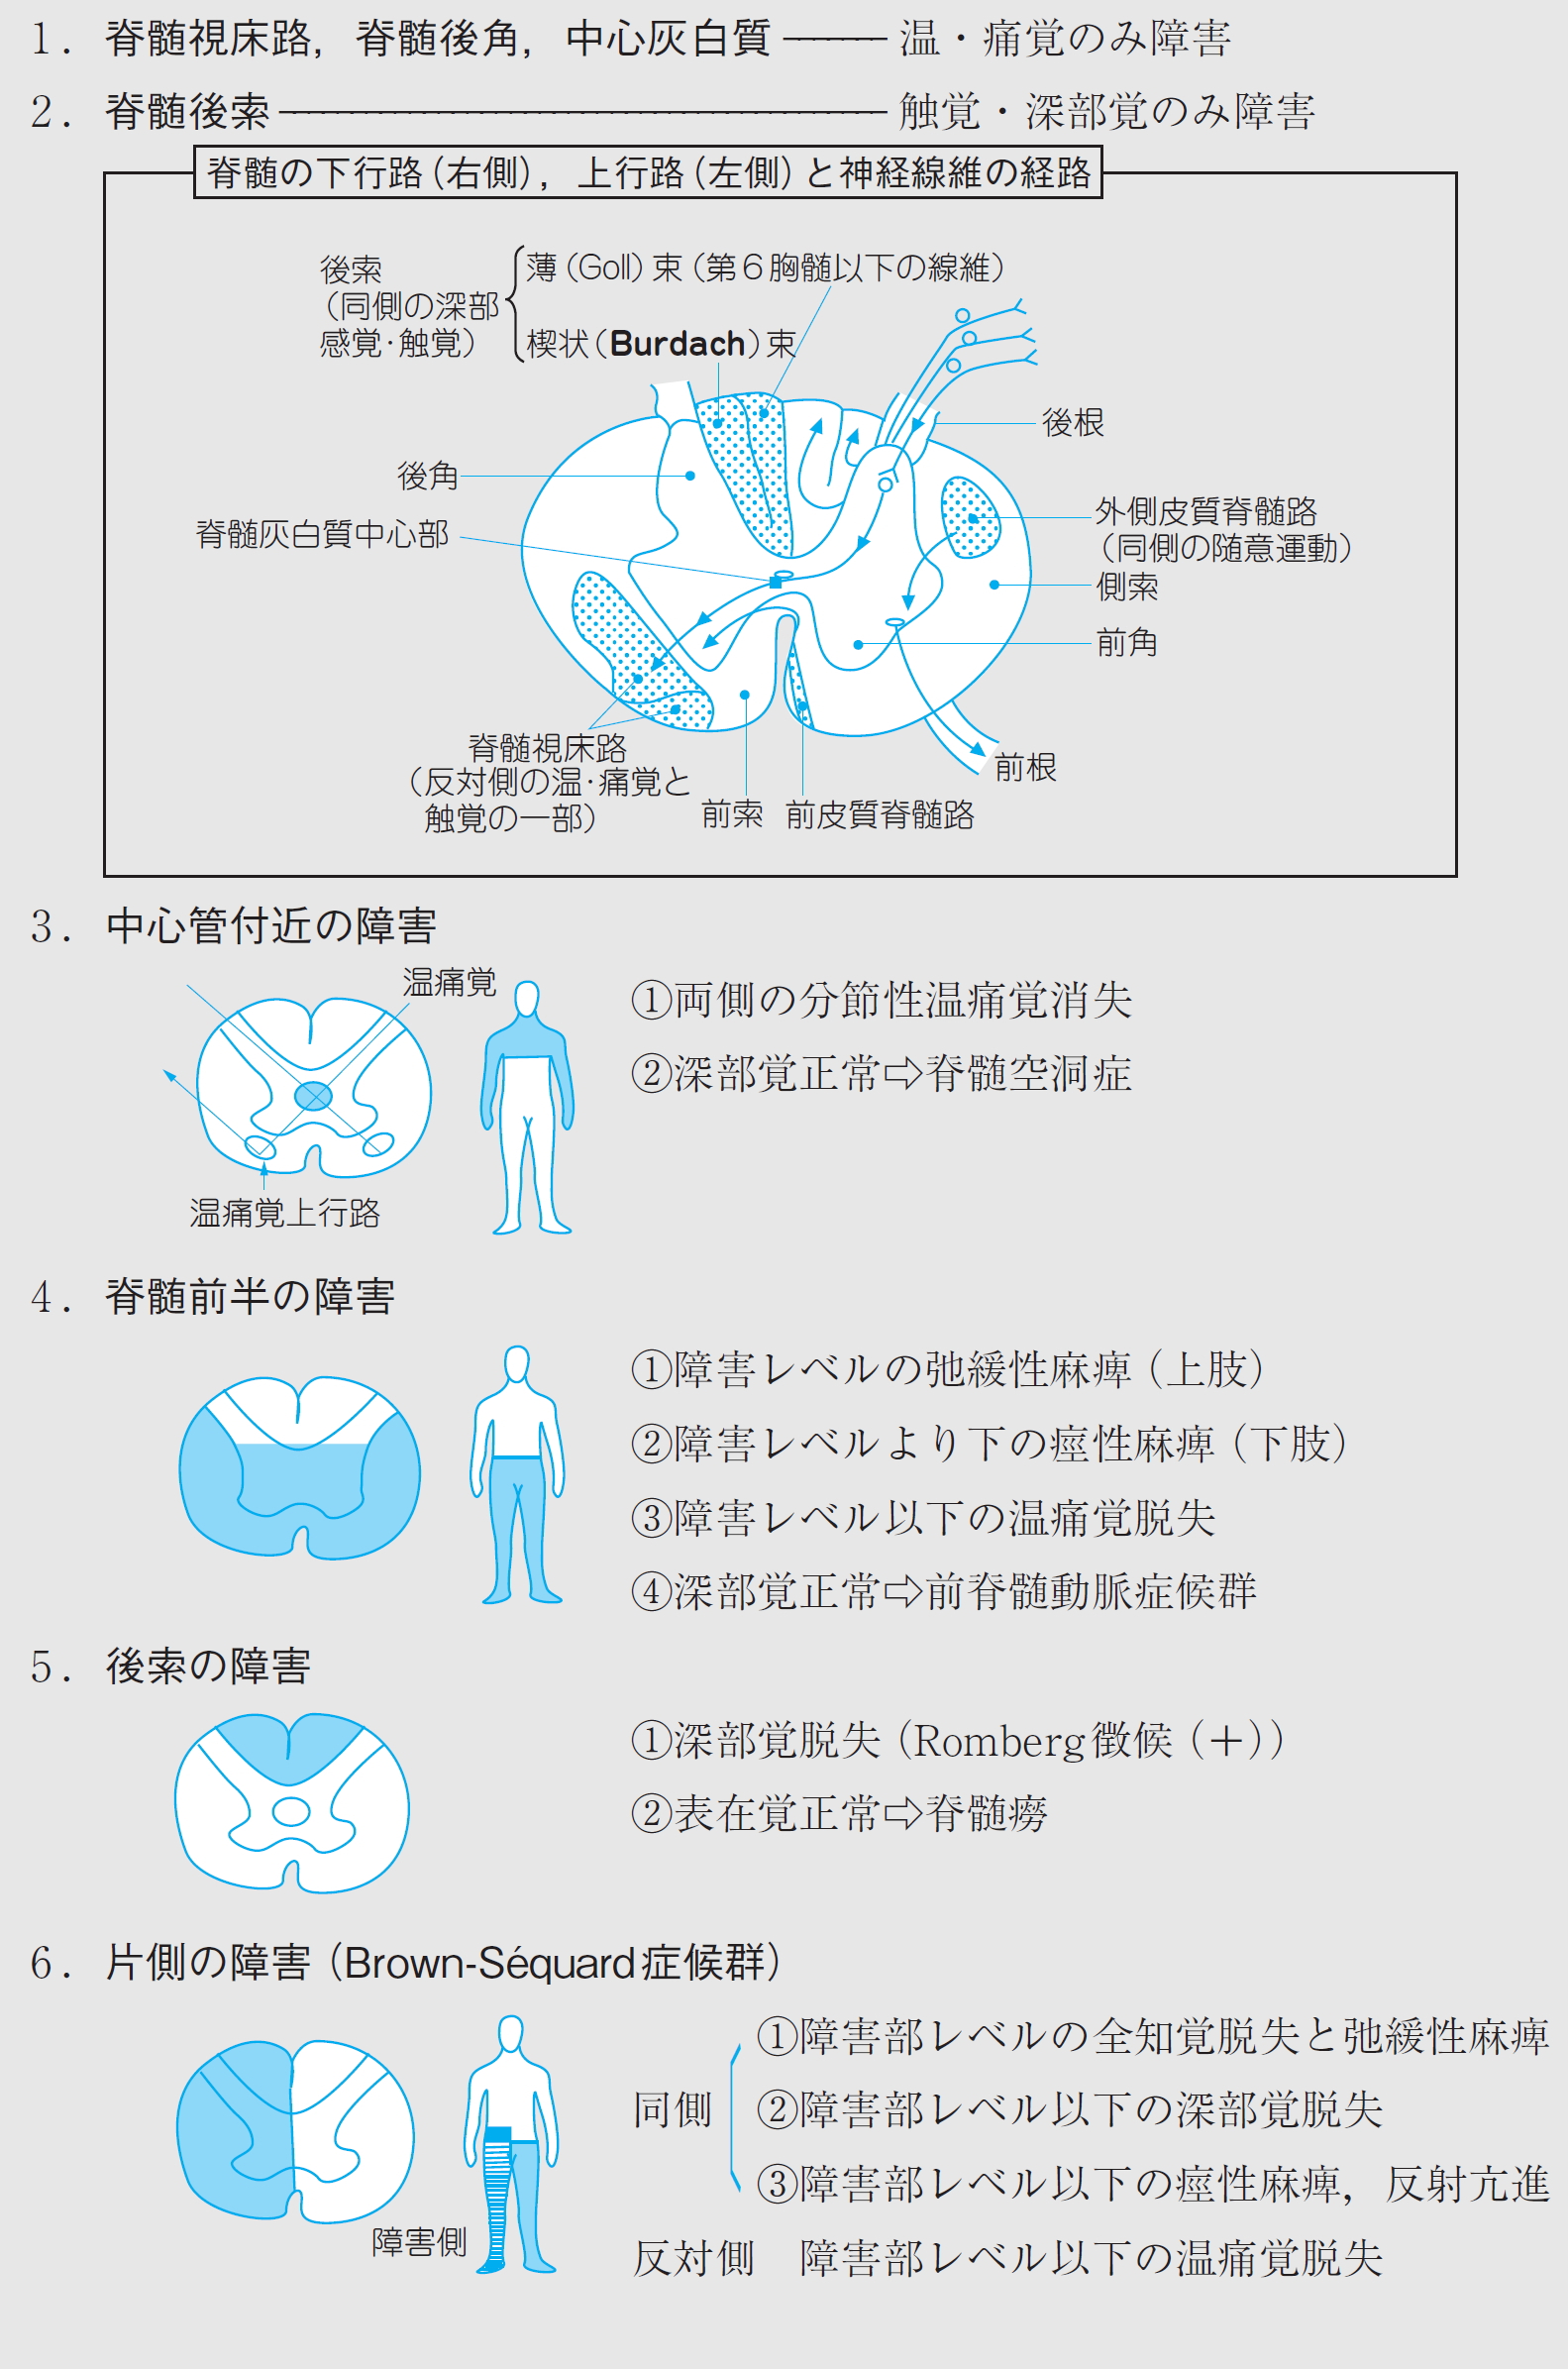 1．脊髄視床路，脊髄後角，中心灰白質 ――― 温・痛覚のみ障害
2．脊髄後索 ――――――――――――― 触覚・深部覚のみ障害
脊髄の下行路（右側），上行路（左側）と神経線維の経路
後索
（同側の深部
感覚・触覚）
薄（Goll）束（第6胸髄以下の線維）
楔状（Burdach）束
後根
後角
脊髄灰白質中心部
外側皮質脊髄路
（同側の随意運動）
側索
前角
脊髄視床路
（反対側の温・痛覚と
触覚の一部）
前索
前皮質脊髄路
前根
3．中心管付近の障害
温痛覚
温痛覚上行路
①両側の分節性温痛覚消失
②深部覚正常⇨脊髄空洞症
4．脊髄前半の障害
①障害レベルの弛緩性麻痺（上肢）
②障害レベルより下の痙性麻痺（下肢）
③障害レベル以下の温痛覚脱失
④深部覚正常⇨前脊髄動脈症候群
5．後索の障害
①深部覚脱失（Romberg徴候（＋））
②表在覚正常⇨脊髄癆
6．片側の障害（Brown-Séquard症候群）
障害側
同側
①障害部レベルの全知覚脱失と弛緩性麻痺
②障害部レベル以下の深部覚脱失
③障害部レベル以下の痙性麻痺，反射亢進
反対側　障害部レベル以下の温痛覚脱失